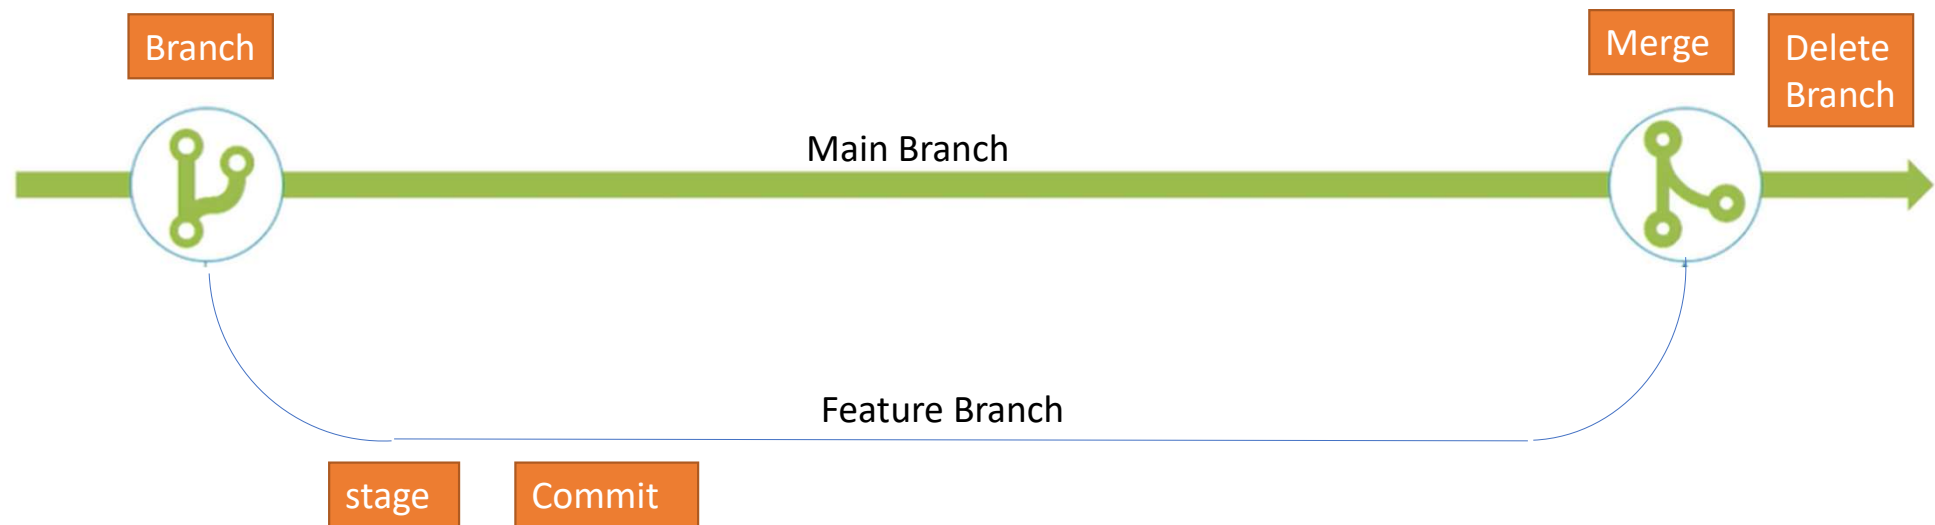 Branch
Merge
Delete
Branch
Main Branch
Feature Branch
stage
Commit